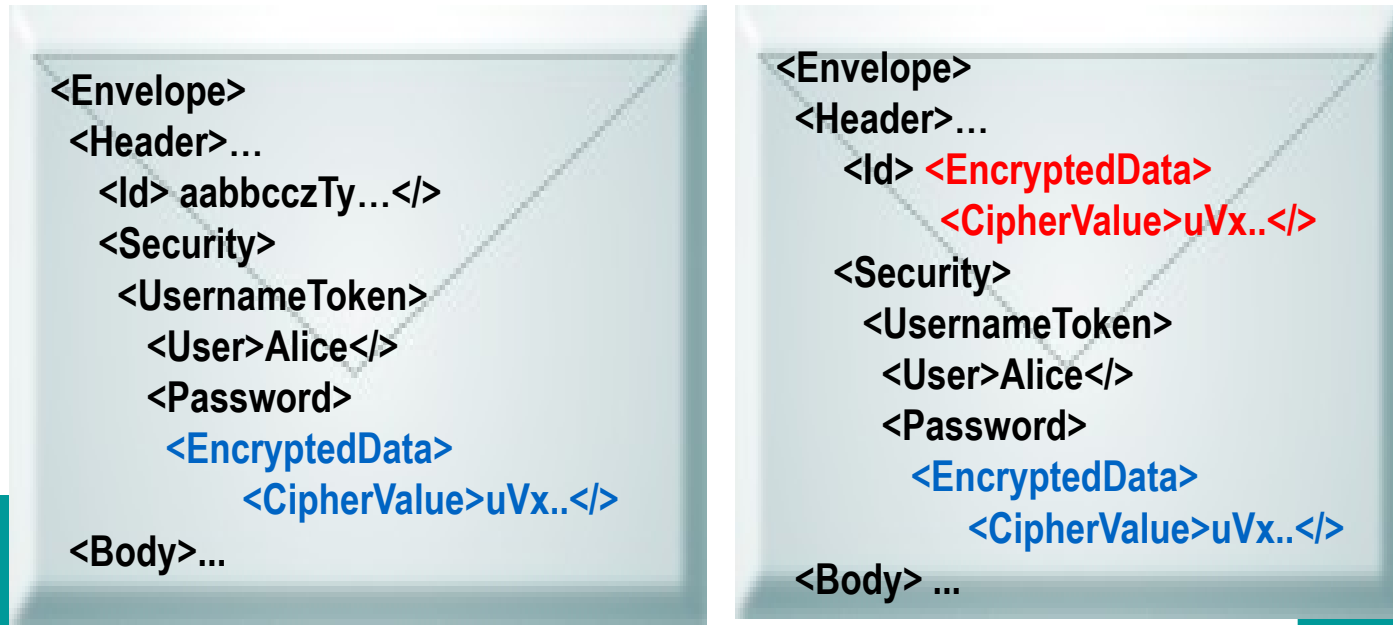 <Envelope>
<Header>…
<Id> aabbcczTy…</>
<Security>
<UsernameToken>
<User>Alice</>
<Password>
<EncryptedData>
<CipherValue>uVx..</>
<Body>...
<Envelope>
<Header>…
<Id> <EncryptedData>
<CipherValue>uVx..</>
<Security>
<UsernameToken>
<User>Alice</>
<Password>
<EncryptedData>
<CipherValue>uVx..</>
<Body> ...